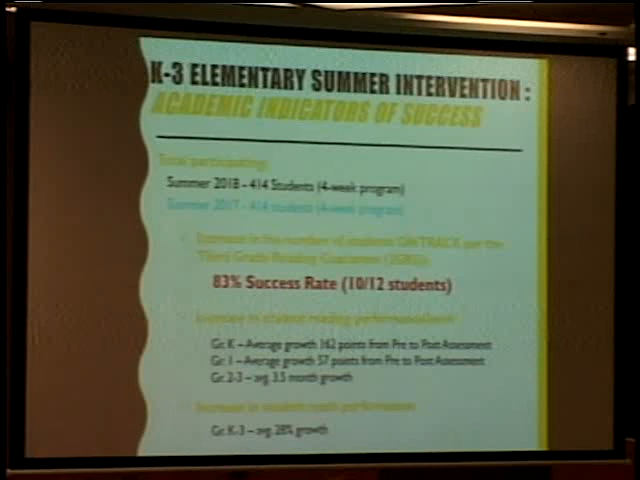 K-3 ELEMENTARY SUMMER INTERVENTION :
ACADEMIC INDICATORS OF SUCCESS
Total participating:
Summer 2018 - 414 Students (4-week program)
Summer 2017 - 414 students (4-week program)
Increase in the number of students ON TRACK per the
Third Grade Reading Guarantee
83% Success Rate (10/12 students)
Increase in student reading performance
Gr. K – Average growth 162 points from Pre to Post Assessment
Gr. 1 – Average growth 57 points from Pre to Post Assessment
Gr. 2-3 – avg. 3.5 month growth
Increase in student math performance
Gr. K-3 – avg. 28% growth